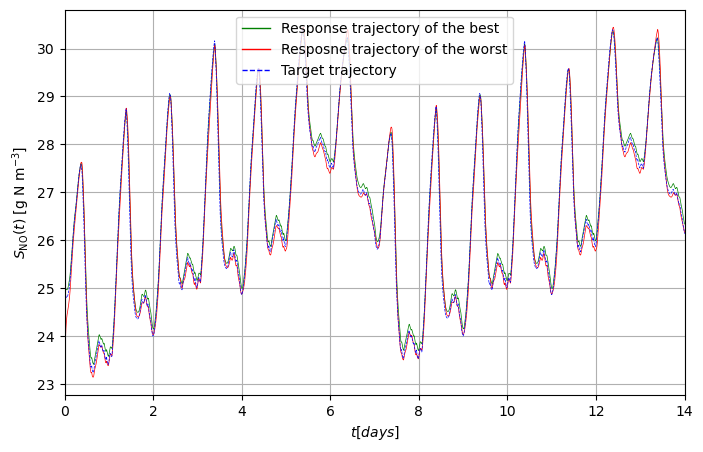 Response trajectory of the best
Resposne trajectory of the worst
Target trajectory
30
29
28
27
26
25
24
23
s_NO(t) [g N m⁻³]
0 2 4 6 8 10 12 14
t[days]